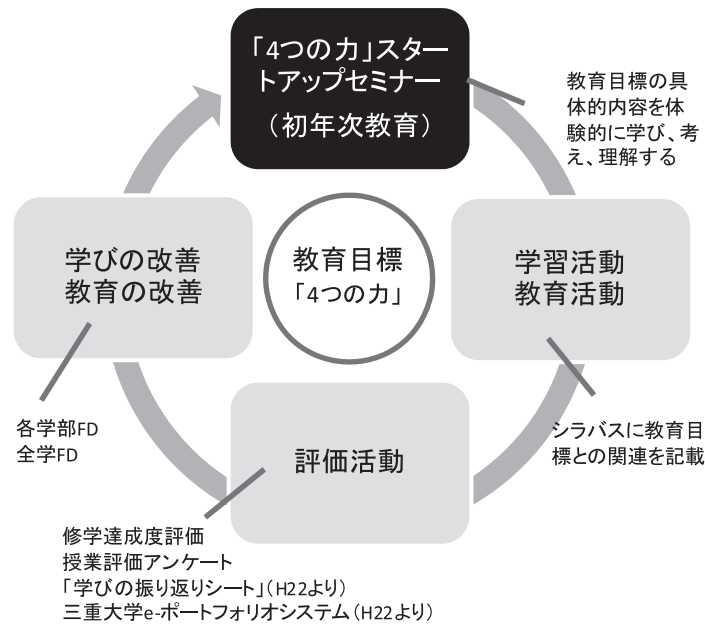 「4つの力」スター
トアップセミナー
（初年次教育）
教育目標の具
体的内容を体
験的に学び、考
え、理解する
学びの改善
教育の改善
教育目標
「4つの力」
学習活動
教育活動
各学部FD
全学FD
評価活動
シラバスに教育目
標との関連を記載
修学達成度評価
授業評価アンケート
「学びの振り返りシート」（H22より）
三重大学e-ポートフォリオシステム（H22より）